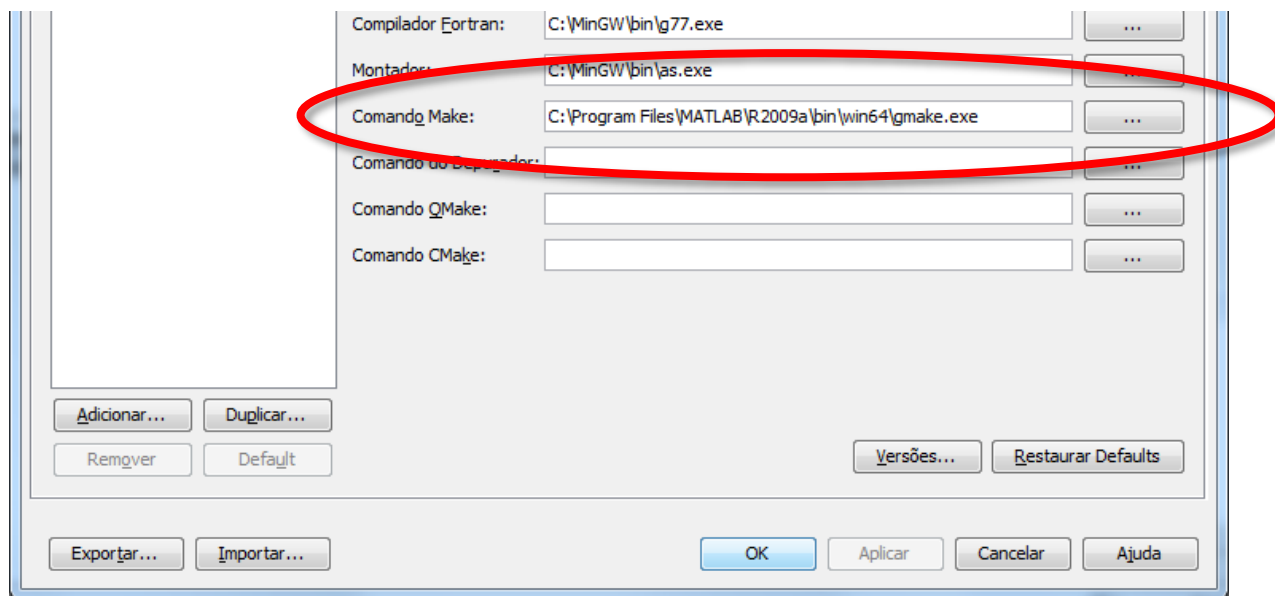 Compilador Fortran: C:\MinGW\bin\g77.exe ...
Montador: C:\MinGW\bin\as.exe ...
Comando Make: C:\Program Files\MATLAB\R2009a\bin\win64\gmake.exe ...
Comando do Depurador: ...
Comando QMake: ...
Comando CMake: ...
Adicionar... Duplicar...
Remover Default
Versões... Restaurar Defaults
Exportar... Importar... OK Aplicar Cancelar Ajuda